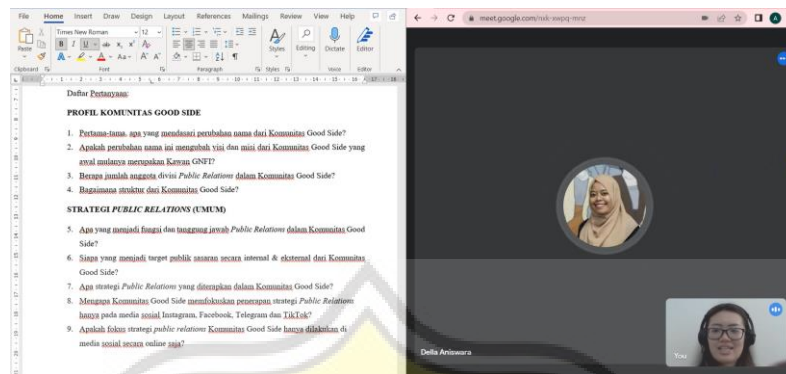 File Home Insert Draw Design Layout References Mailings Review View Help
Times New Roman 12
Paste
Styles Editing Dictate Editor
Clipboard Font Paragraph Styles Voice Editor
Daftar Pertanyaan:
PROFIL KOMUNITAS GOOD SIDE
1. Pertama-tama, apa yang mendasari perubahan nama dari Komunitas Good Side?
2. Apakah perubahan nama ini mengubah visi dan misi dari Komunitas Good Side yang
awal mulanya merupakan Kawan GNFI?
3. Berapa jumlah anggota divisi Public Relations dalam Komunitas Good Side?
4. Bagaimana struktur dari Komunitas Good Side?
STRATEGI PUBLIC RELATIONS (UMUM)
5. Apa yang menjadi fungsi dan tanggung jawab Public Relations dalam Komunitas Good
Side?
6. Siapa yang menjadi target publik sasaran secara internal & eksternal dari Komunitas
Good Side?
7. Apa strategi Public Relations yang diterapkan dalam Komunitas Good Side?
8. Mengapa Komunitas Good Side memfokuskan penerapan strategi Public Relations
hanya pada media sosial Instagram, Facebook, Telegram dan TikTok?
9. Apakah fokus strategi public relations Komunitas Good Side hanya dilakukan di
media sosial secara online saja?
meet.google.com
A
Della Aniswara
You